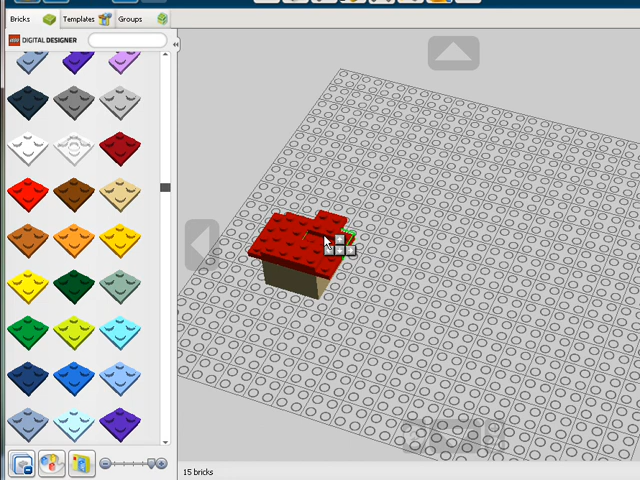 Bricks
Templates
Groups
LEGO DIGITAL DESIGNER
15 bricks